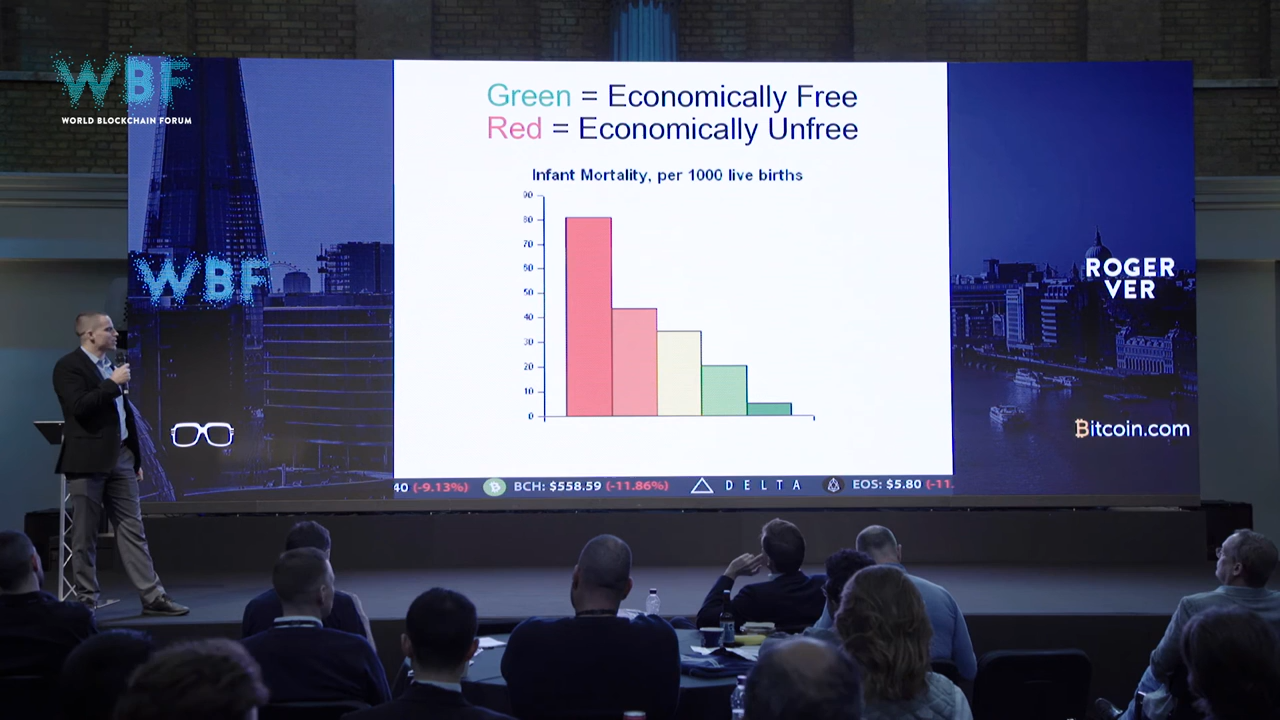 WBF
WORLD BLOCKCHAIN FORUM
Green = Economically Free
Red = Economically Unfree
Infant Mortality, per 1000 live births
90
80
70
60
50
40
30
20
10
0
WBF
ROGER
VER
Bitcoin.com
40 (-9.13%) BCH: $558.59 (-11.86%) DELTA EOS: $5.80 (-11.